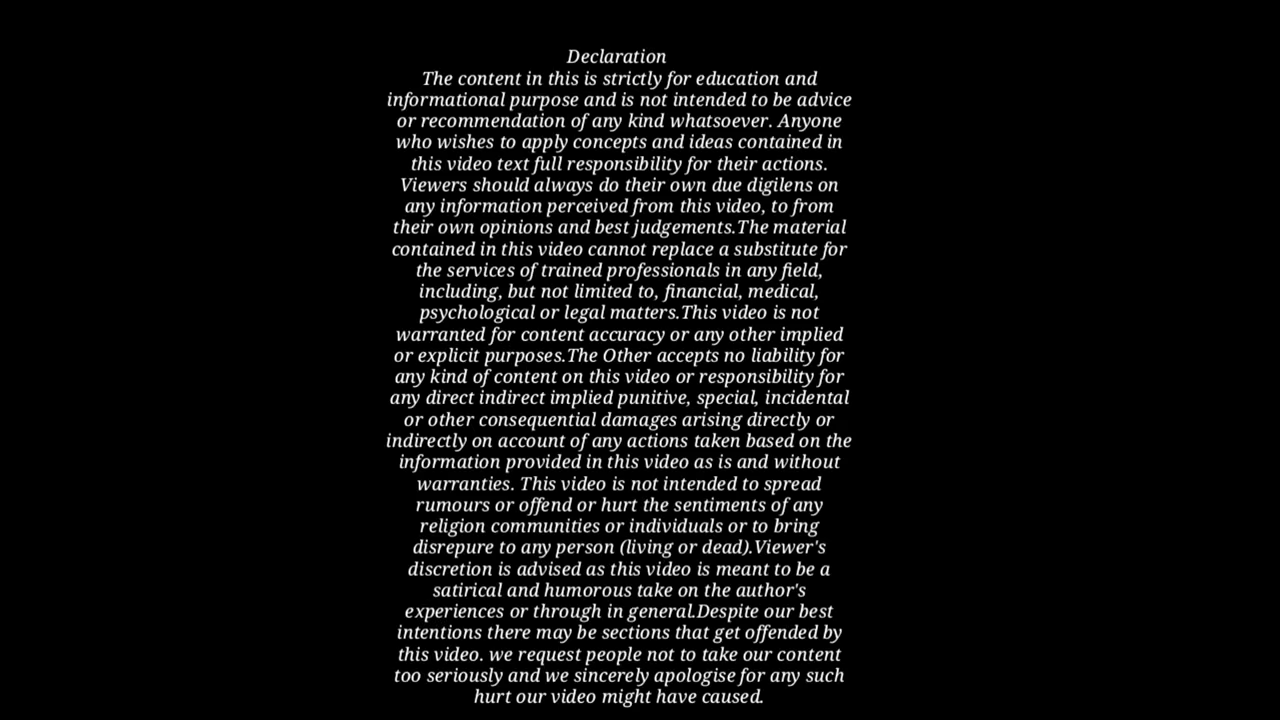 Declaration
The content in this is strictly for education and
informational purpose and is not intended to be advice
or recommendation of any kind whatsoever. Anyone
who wishes to apply concepts and ideas contained in
this video text full responsibility for their actions.
Viewers should always do their own due digilens on
any information perceived from this video, to from
their own opinions and best judgements.The material
contained in this video cannot replace a substitute for
the services of trained professionals in any field,
including, but not limited to, financial, medical,
psychological or legal matters.This video is not
warranted for content accuracy or any other implied
or explicit purposes.The Other accepts no liability for
any kind of content on this video or responsibility for
any direct indirect implied punitive, special, incidental
or other consequential damages arising directly or
indirectly on account of any actions taken based on the
information provided in this video as is and without
warranties. This video is not intended to spread
rumours or offend or hurt the sentiments of any
religion communities or individuals or to bring
disrepure to any person (living or dead).Viewer's
discretion is advised as this video is meant to be a
satirical and humorous take on the author's
experiences or through in general.Despite our best
intentions there may be sections that get offended by
this video. we request people not to take our content
too seriously and we sincerely apologise for any such
hurt our video might have caused.